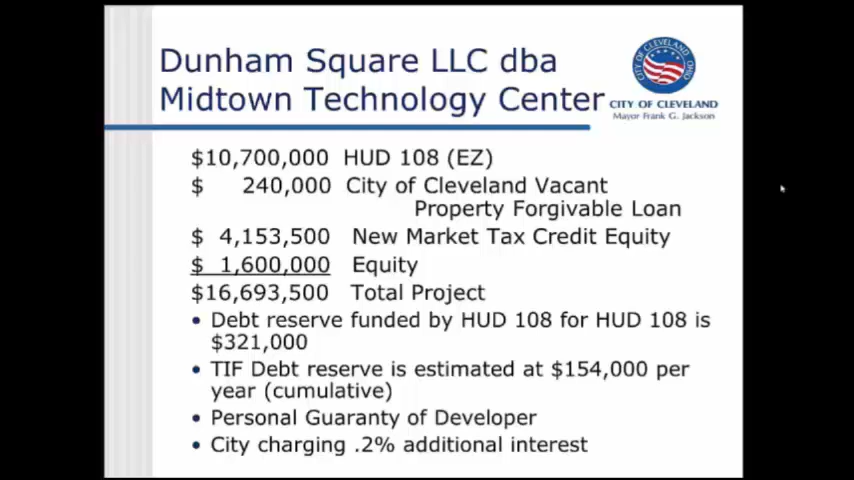 Dunham Square LLC dba
Midtown Technology Center
CITY OF CLEVELAND OHIO
CITY OF CLEVELAND
Mayor Frank G. Jackson
$10,700,000 HUD 108 (EZ)
$ 240,000 City of Cleveland Vacant
Property Forgivable Loan
$ 4,153,500 New Market Tax Credit Equity
$ 1,600,000 Equity
$16,693,500 Total Project
• Debt reserve funded by HUD 108 for HUD 108 is
$321,000
• TIF Debt reserve is estimated at $154,000 per
year (cumulative)
• Personal Guaranty of Developer
• City charging .2% additional interest